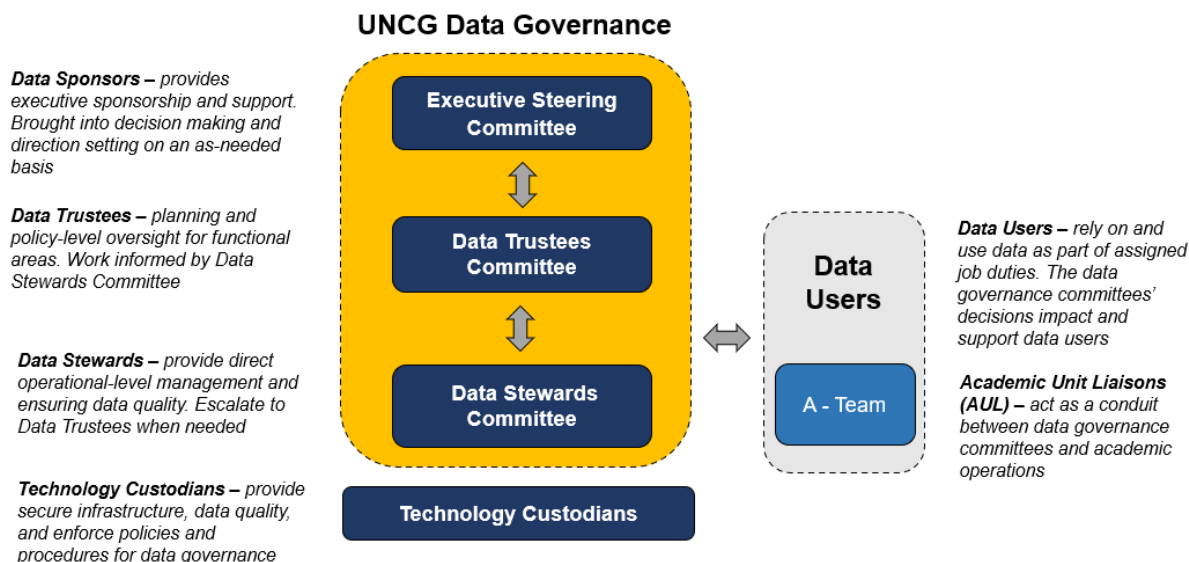 UNCG Data Governance
Data Sponsors – provides
executive sponsorship and support.
Brought into decision making and
direction setting on an as-needed
basis
Data Trustees – planning and
policy-level oversight for functional
areas. Work informed by Data
Stewards Committee
Data Stewards – provide direct
operational-level management and
ensuring data quality. Escalate to
Data Trustees when needed
Technology Custodians – provide
secure infrastructure, data quality,
and enforce policies and
procedures for data governance
Executive Steering
Committee
Data Trustees
Committee
Data Stewards
Committee
Technology Custodians
Data
Users
A - Team
Data Users – rely on and
use data as part of assigned
job duties. The data
governance committees’
decisions impact and
support data users
Academic Unit Liaisons
(AUL) – act as a conduit
between data governance
committees and academic
operations